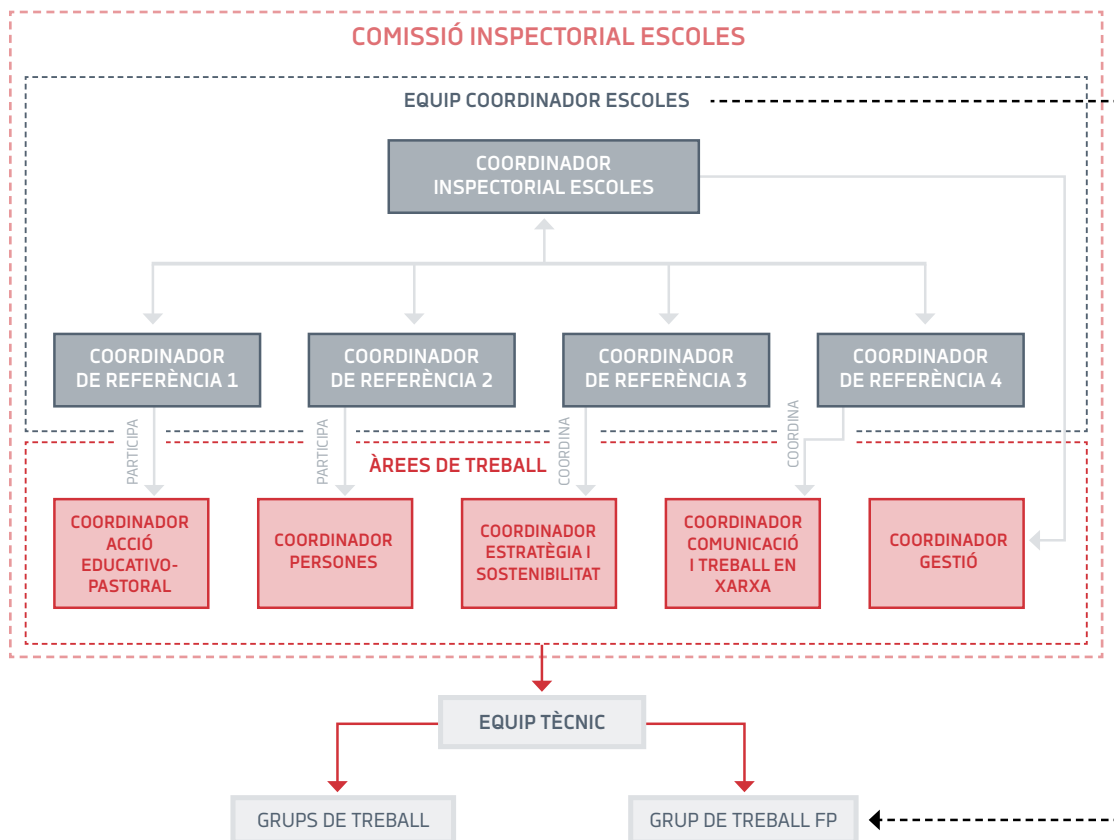 COMISSIÓ INSPECTORIAL ESCOLES
EQUIP COORDINADOR ESCOLES
COORDINADOR
INSPECTORIAL ESCOLES
COORDINADOR
DE REFERÈNCIA 1
COORDINADOR
DE REFERÈNCIA 2
COORDINADOR
DE REFERÈNCIA 3
COORDINADOR
DE REFERÈNCIA 4
PARTICIPA
PARTICIPA
COORDINA
COORDINA
ÀREES DE TREBALL
COORDINADOR
ACCIÓ
EDUCATIVO-
PASTORAL
COORDINADOR
PERSONES
COORDINADOR
ESTRATÈGIA I
SOSTENIBILITAT
COORDINADOR
COMUNICACIÓ
I TREBALL EN
XARXA
COORDINADOR
GESTIÓ
EQUIP TÈCNIC
GRUPS DE TREBALL
GRUP DE TREBALL FP